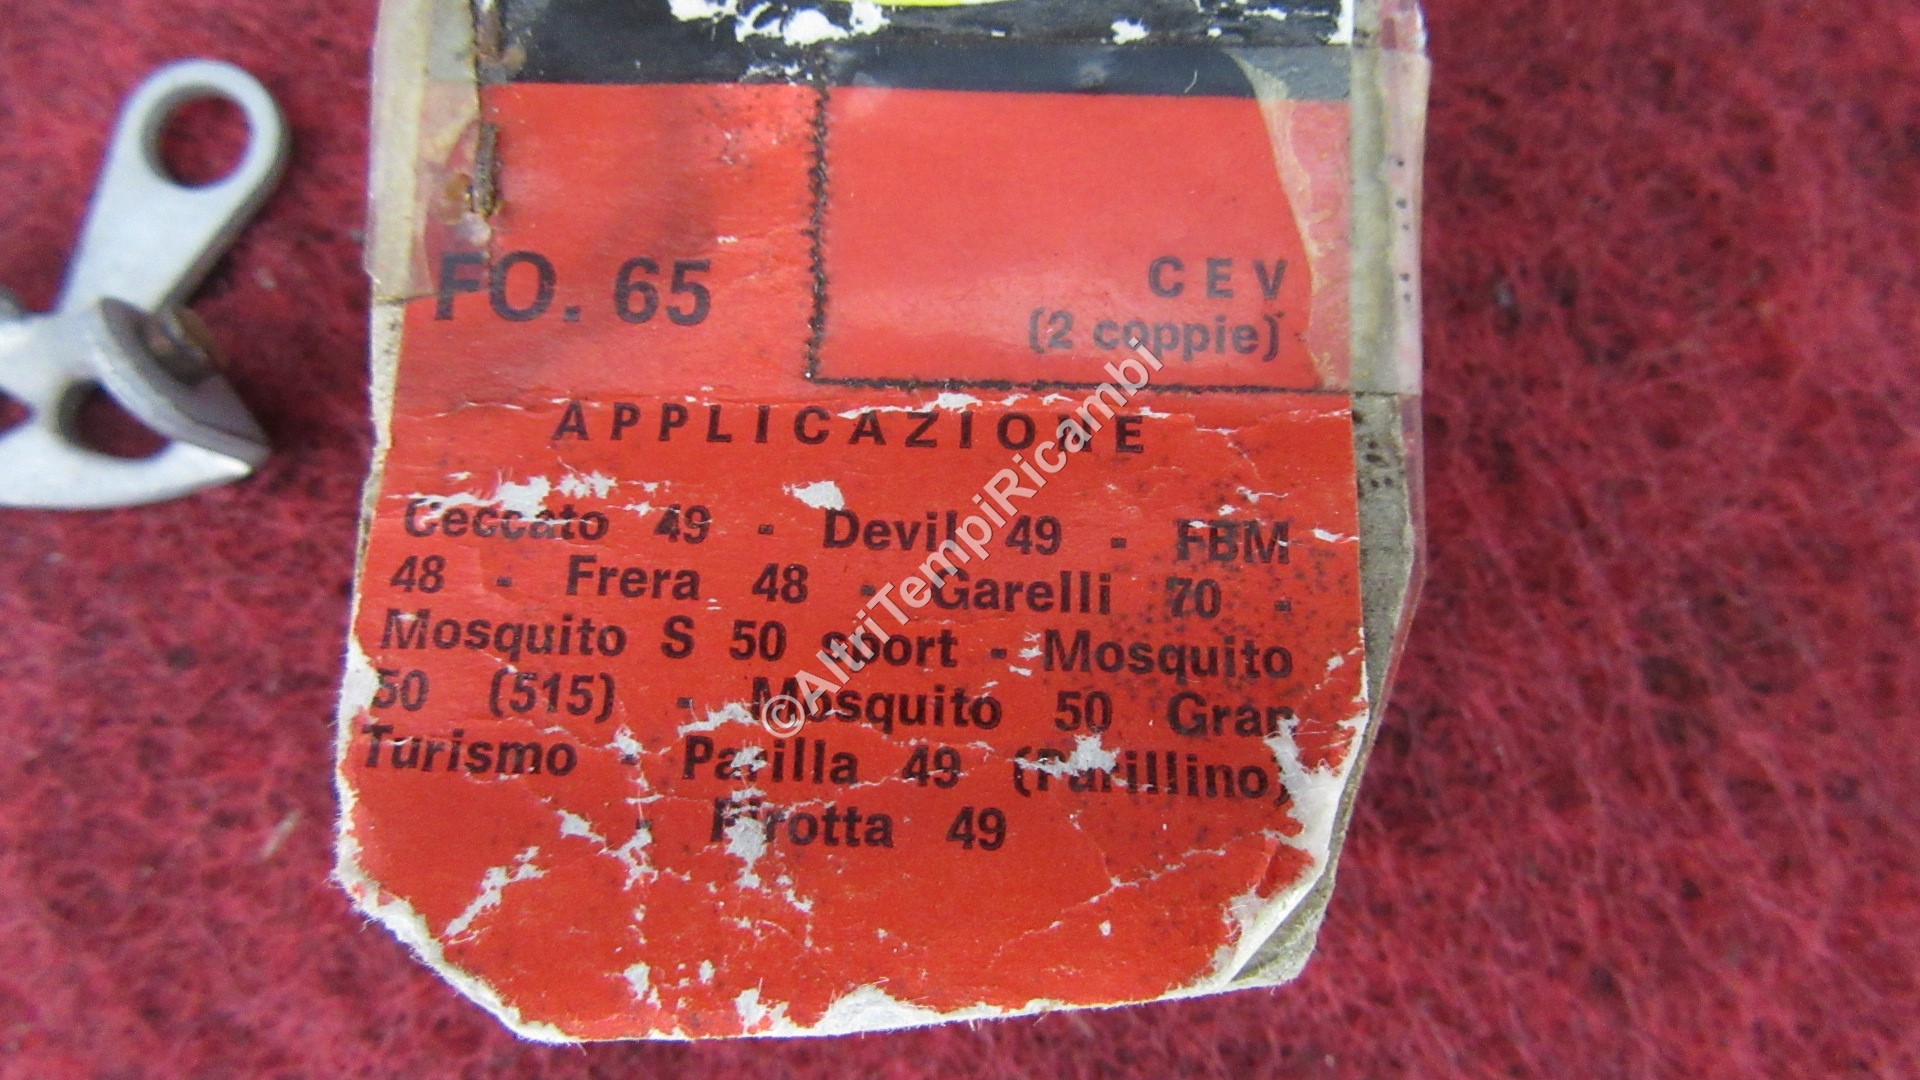 FO. 65
CEV
(2 coppie)
APPLICAZIONE
Ceccato 49 - Devil 49 - FBM
48 - Frera 48 - Garelli 70 -
Mosquito S 50 sport - Mosquito
50 (515) - Mosquito 50 Gran
Turismo - Parilla 49 (Parillino)
- Pirotta 49
©AltriTempiRicambi